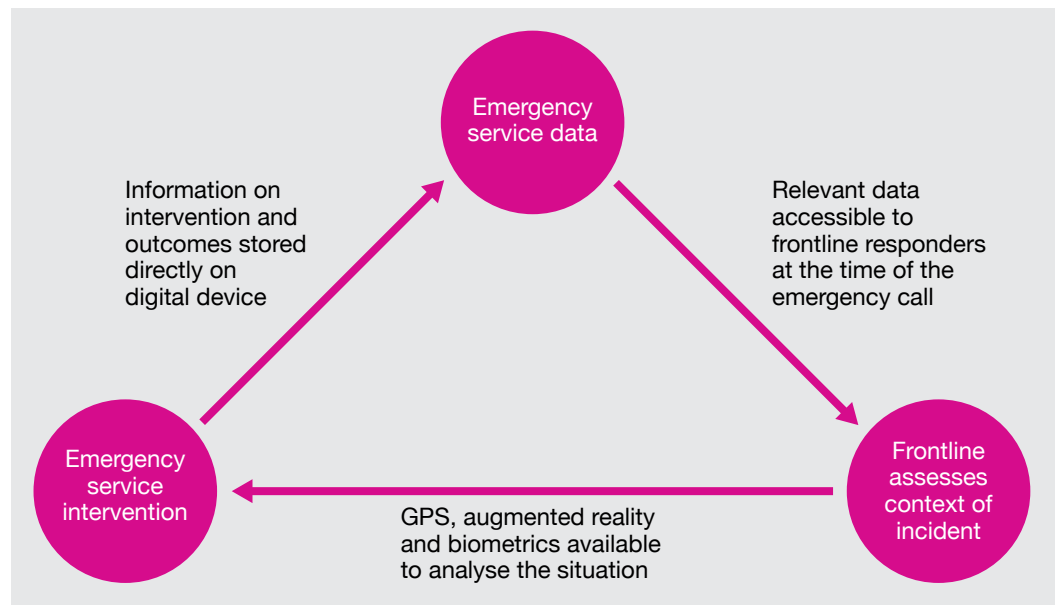 Emergency
service data
Information on
intervention and
outcomes stored
directly on
digital device
Relevant data
accessible to
frontline responders
at the time of the
emergency call
Emergency
service
intervention
GPS, augmented reality
and biometrics available
to analyse the situation
Frontline
assesses
context of
incident